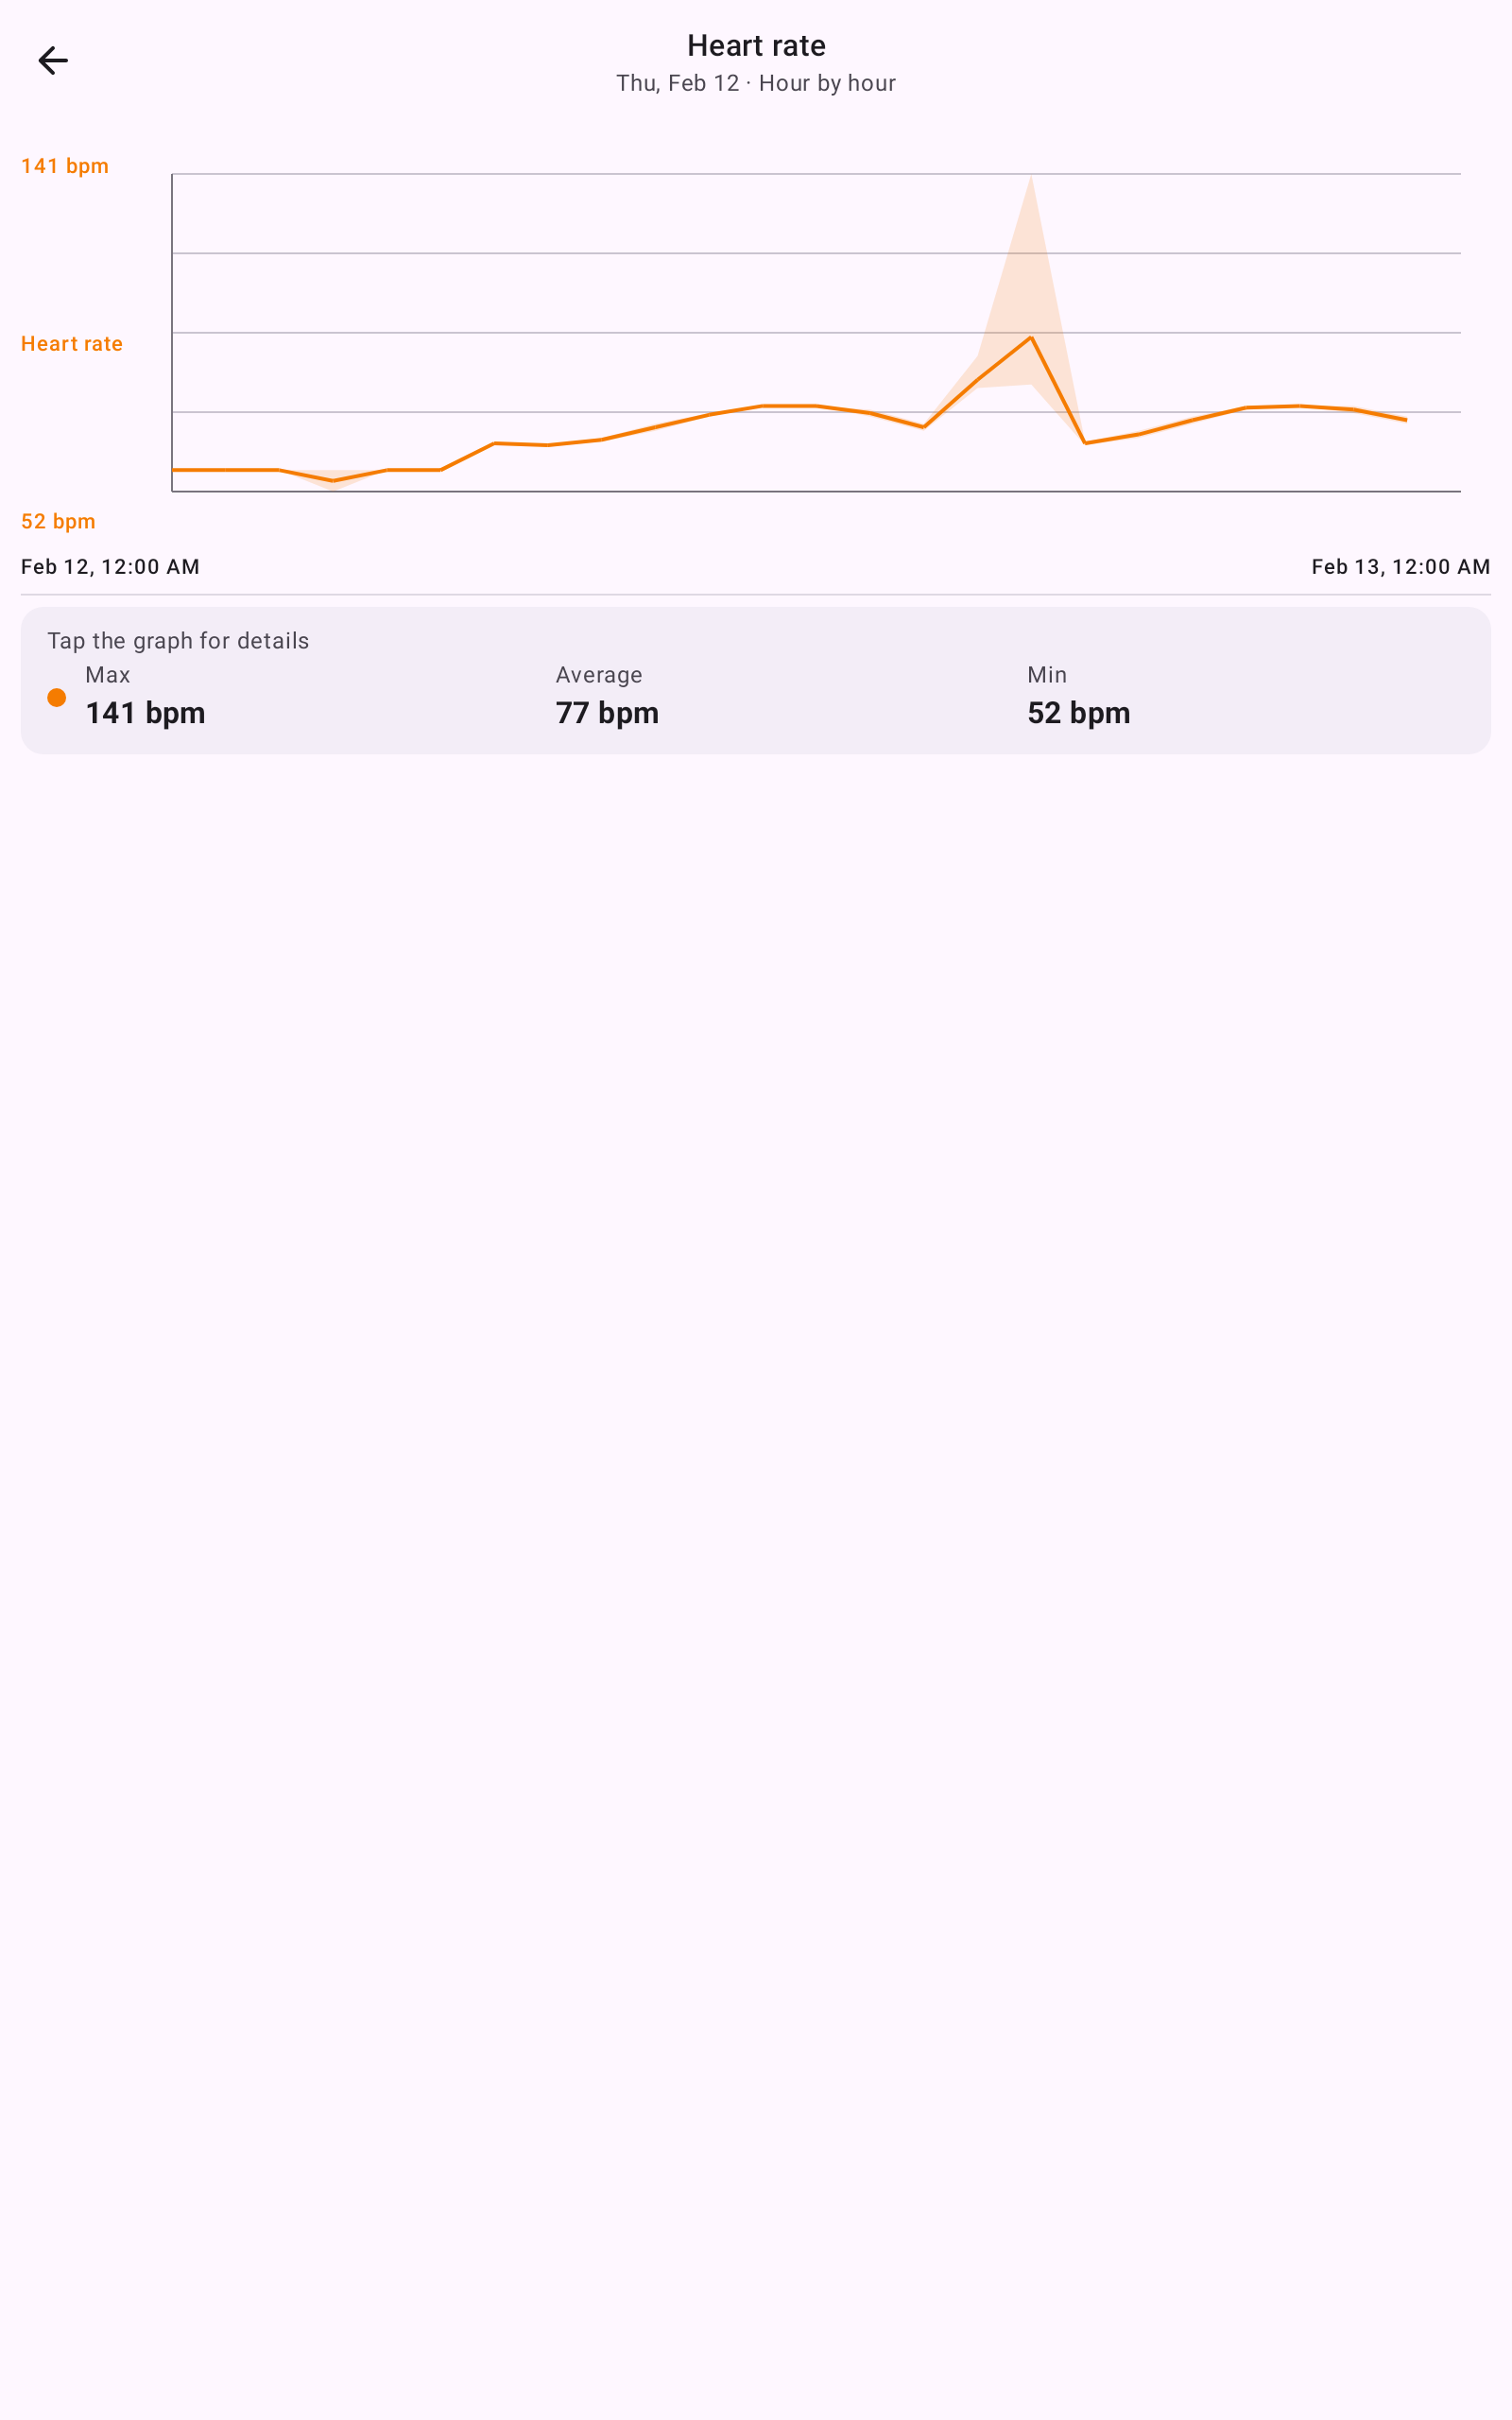 Heart rate
Thu, Feb 12 · Hour by hour
141 bpm
Heart rate
52 bpm
Feb 12, 12:00 AM
Feb 13, 12:00 AM
Tap the graph for details
Max
Average
Min
141 bpm
77 bpm
52 bpm